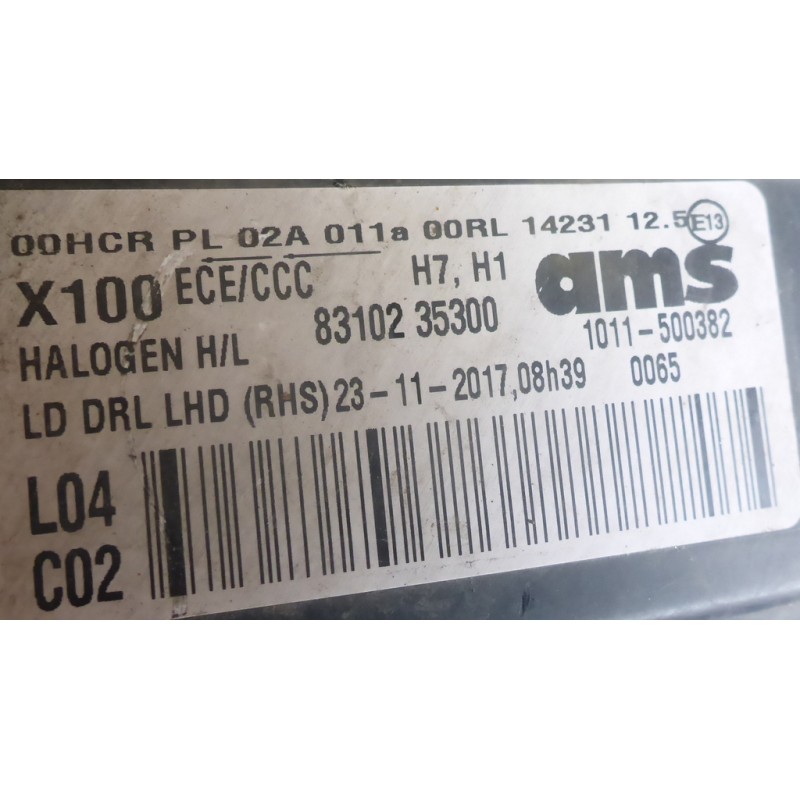 00HCR PL 02A 011a 00RL 14231 12.5 E13
X100 ECE/CCC H7, H1 ams
HALOGEN H/L 83102 35300 1011-500382
LD DRL LHD (RHS) 23-11-2017,08h39 0065
L04
C02